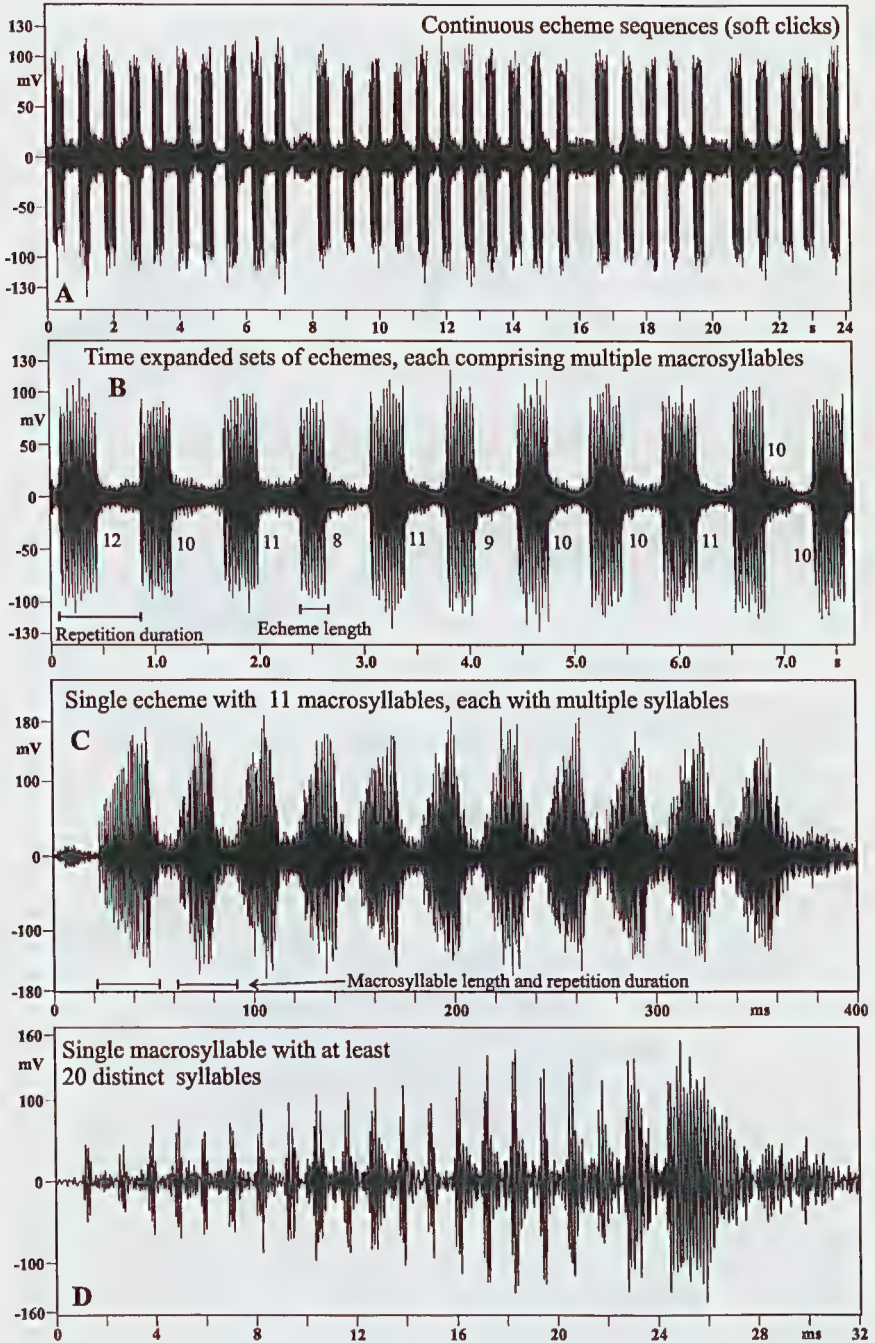 Continuous echeme sequences (soft clicks)
130
100
mV
50
0
-50
-100
-130
A
0 2 4 6 8 10 12 14 16 18 20 22 s 24
Time expanded sets of echemes, each comprising multiple macrosyllables
B
130
100
mV
50
0
-50
-100
-130
10
12 10 11 8 11 9 10 10 11 10
Repetition duration
Echeme length
0 1.0 2.0 3.0 4.0 5.0 6.0 7.0 s
Single echeme with 11 macrosyllables, each with multiple syllables
C
180
mV
100
0
-100
-180
Macrosyllable length and repetition duration
0 100 200 300 ms 400
Single macrosyllable with at least
20 distinct syllables
160
mV
100
0
-100
-160
D
0 4 8 12 16 20 24 28 ms 32